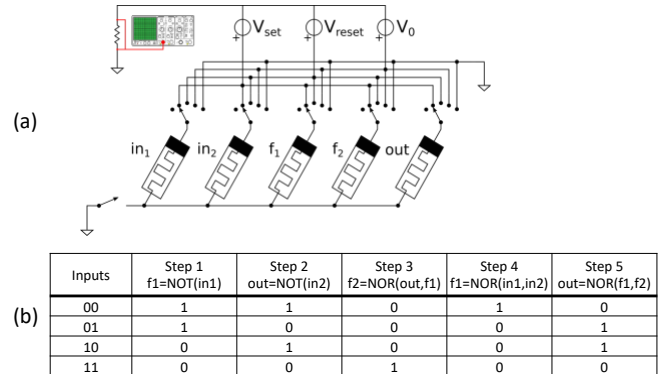 V_set V_reset V_0
(a)
in_1 in_2 f_1 f_2 out
(b)
Inputs Step 1 Step 2 Step 3 Step 4 Step 5
f1=NOT(in1) out=NOT(in2) f2=NOR(out,f1) f1=NOR(in1,in2) out=NOR(f1,f2)
00 1 1 0 1 0
01 1 0 0 0 1
10 0 1 0 0 1
11 0 0 1 0 0